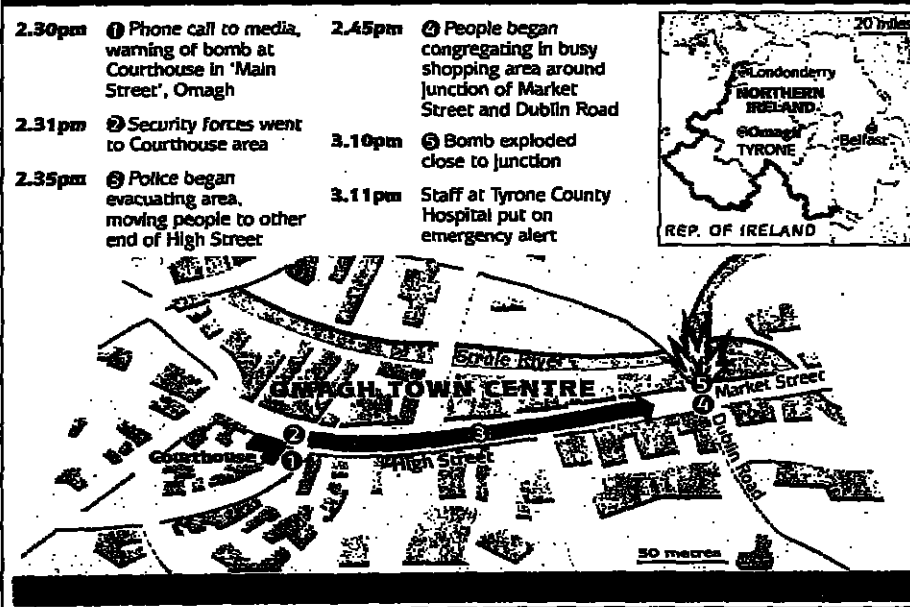 2.30pm 1 Phone call to media,
warning of bomb at
Courthouse in 'Main
Street', Omagh
2.31pm 2 Security forces went
to Courthouse area
2.35pm 3 Police began
evacuating area,
moving people to other
end of High Street
2.45pm 4 People began
congregating in busy
shopping area around
junction of Market
Street and Dublin Road
3.10pm 5 Bomb exploded
close to junction
3.11pm Staff at Tyrone County
Hospital put on
emergency alert
20 miles
Londonderry
NORTHERN
IRELAND
Omagh
TYRONE
Belfast
REP. OF IRELAND
Strule River
OMAGH TOWN CENTRE
5
Market Street
4
Dublin Road
2
3
Courthouse
1
High Street
50 metres